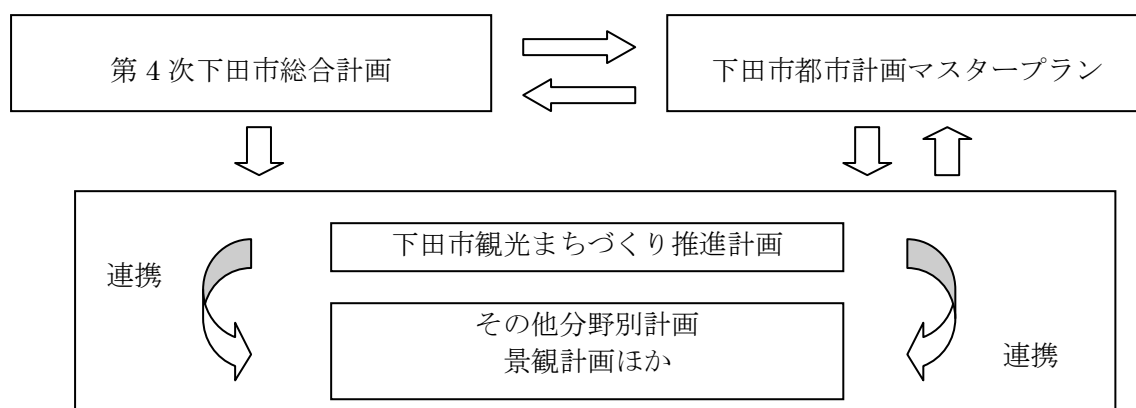 第4次下田市総合計画
下田市都市計画マスタープラン
下田市観光まちづくり推進計画
連携
その他分野別計画
景観計画ほか
連携